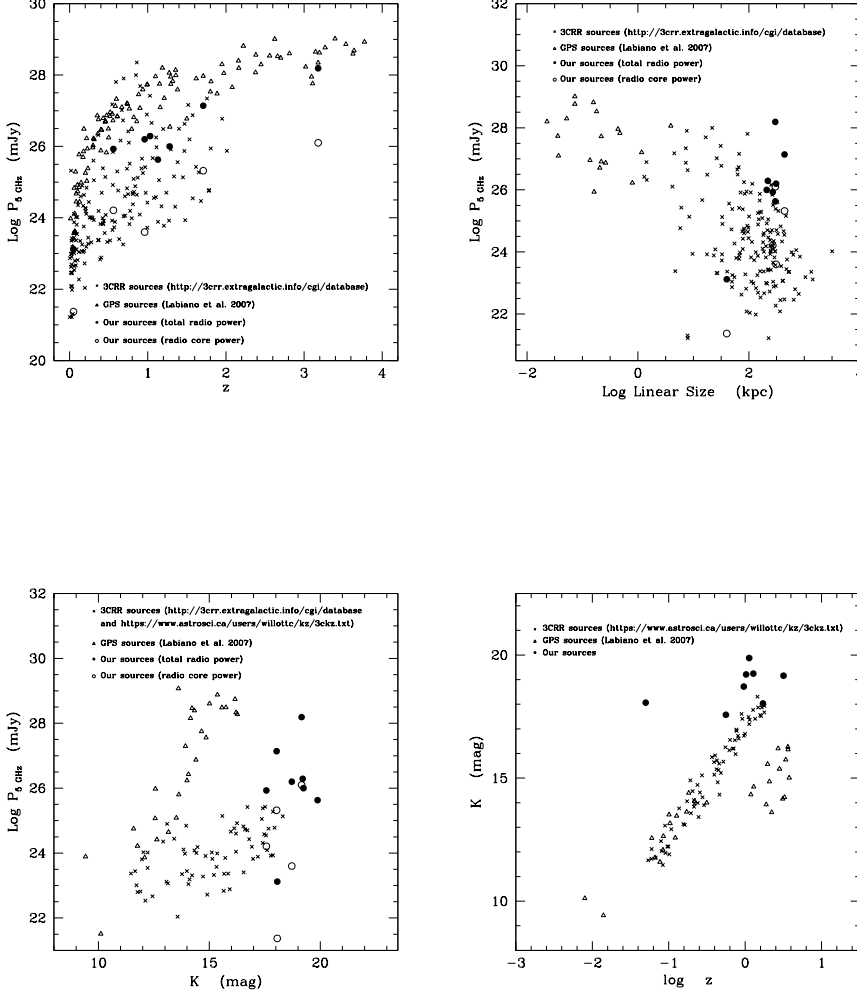 30
28
26
24
22
20
Log P5 GHz (mJy)
× 3CRR sources (http://3crr.extragalactic.info/cgi/database)
▵ GPS sources (Labiano et al. 2007)
• Our sources (total radio power)
○ Our sources (radio core power)
0 1 2 3 4
z
32
30
28
26
24
22
Log P5 GHz (mJy)
× 3CRR sources (http://3crr.extragalactic.info/cgi/database)
▵ GPS sources (Labiano et al. 2007)
• Our sources (total radio power)
○ Our sources (radio core power)
−2 0 2 4
Log Linear Size (kpc)
32
30
28
26
24
22
Log P5 GHz (mJy)
× 3CRR sources (http://3crr.extragalactic.info/cgi/database
and https://www.astrosci.ca/users/willottc/kz/3ckz.txt)
▵ GPS sources (Labiano et al. 2007)
• Our sources (total radio power)
○ Our sources (radio core power)
10 15 20
K (mag)
20
15
10
K (mag)
× 3CRR sources (https://www.astrosci.ca/users/willottc/kz/3ckz.txt)
▵ GPS sources (Labiano et al. 2007)
• Our sources
−3 −2 −1 0 1
log z